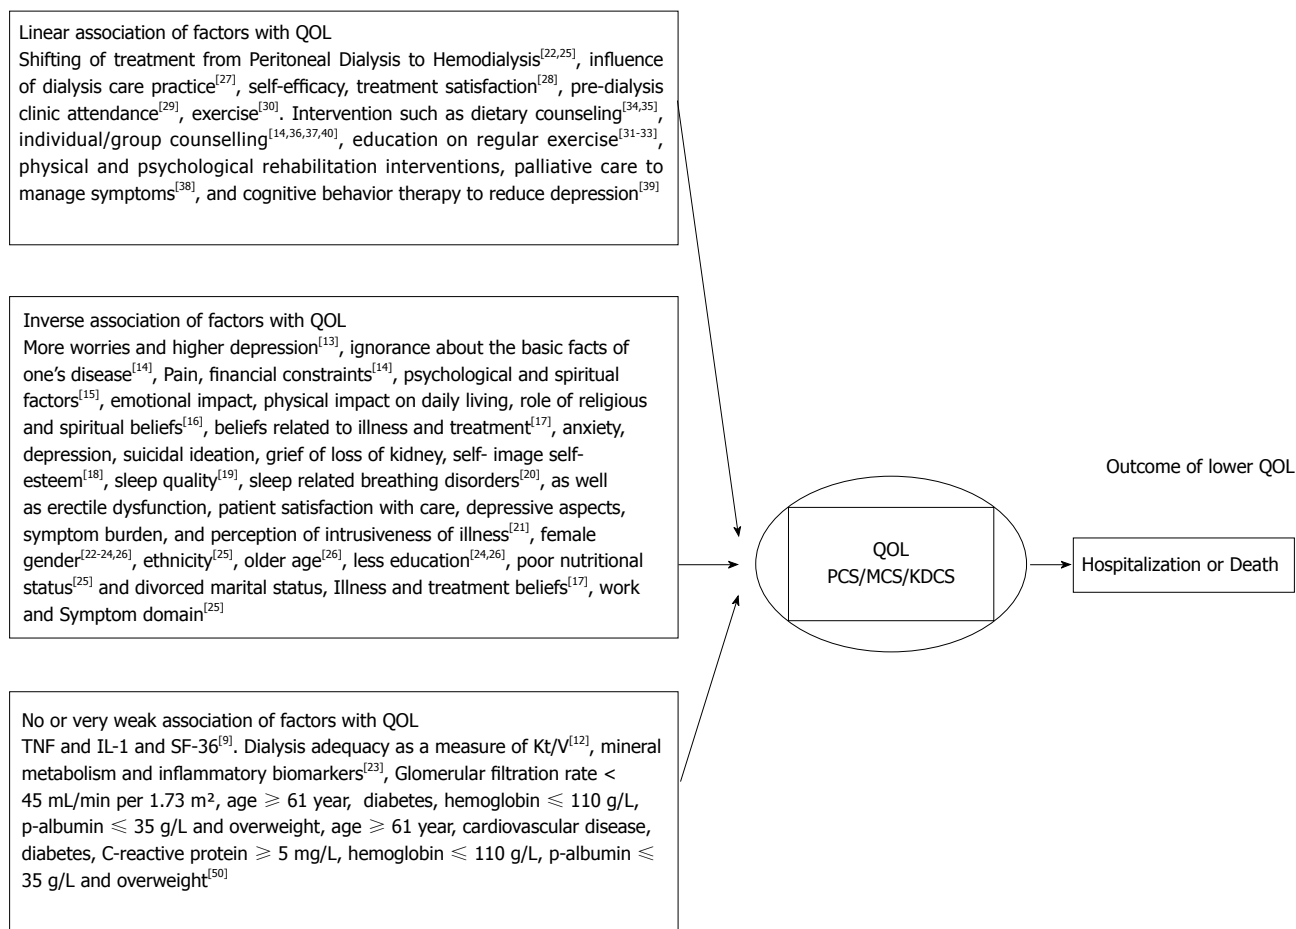 Linear association of factors with QOL
Shifting of treatment from Peritoneal Dialysis to Hemodialysis[22,25], influence
of dialysis care practice[27], self-efficacy, treatment satisfaction[28], pre-dialysis
clinic attendance[29], exercise[30]. Intervention such as dietary counseling[34,35],
individual/group counselling[14,36,37,40], education on regular exercise[31-33],
physical and psychological rehabilitation interventions, palliative care to
manage symptoms[38], and cognitive behavior therapy to reduce depression[39]
Inverse association of factors with QOL
More worries and higher depression[13], ignorance about the basic facts of
one's disease[14], Pain, financial constraints[14], psychological and spiritual
factors[15], emotional impact, physical impact on daily living, role of religious
and spiritual beliefs[16], beliefs related to illness and treatment[17], anxiety,
depression, suicidal ideation, grief of loss of kidney, self- image self-
esteem[18], sleep quality[19], sleep related breathing disorders[20], as well
as erectile dysfunction, patient satisfaction with care, depressive aspects,
symptom burden, and perception of intrusiveness of illness[21], female
gender[22-24,26], ethnicity[25], older age[26], less education[24,26], poor nutritional
status[25] and divorced marital status, Illness and treatment beliefs[17], work
and Symptom domain[25]
No or very weak association of factors with QOL
TNF and IL-1 and SF-36[9]. Dialysis adequacy as a measure of Kt/V[12], mineral
metabolism and inflammatory biomarkers[23], Glomerular filtration rate <
45 mL/min per 1.73 m², age ≥ 61 year, diabetes, hemoglobin ≤ 110 g/L,
p-albumin ≤ 35 g/L and overweight, age ≥ 61 year, cardiovascular disease,
diabetes, C-reactive protein ≥ 5 mg/L, hemoglobin ≤ 110 g/L, p-albumin ≤
35 g/L and overweight[50]
QOL
PCS/MCS/KDCS
Outcome of lower QOL
Hospitalization or Death